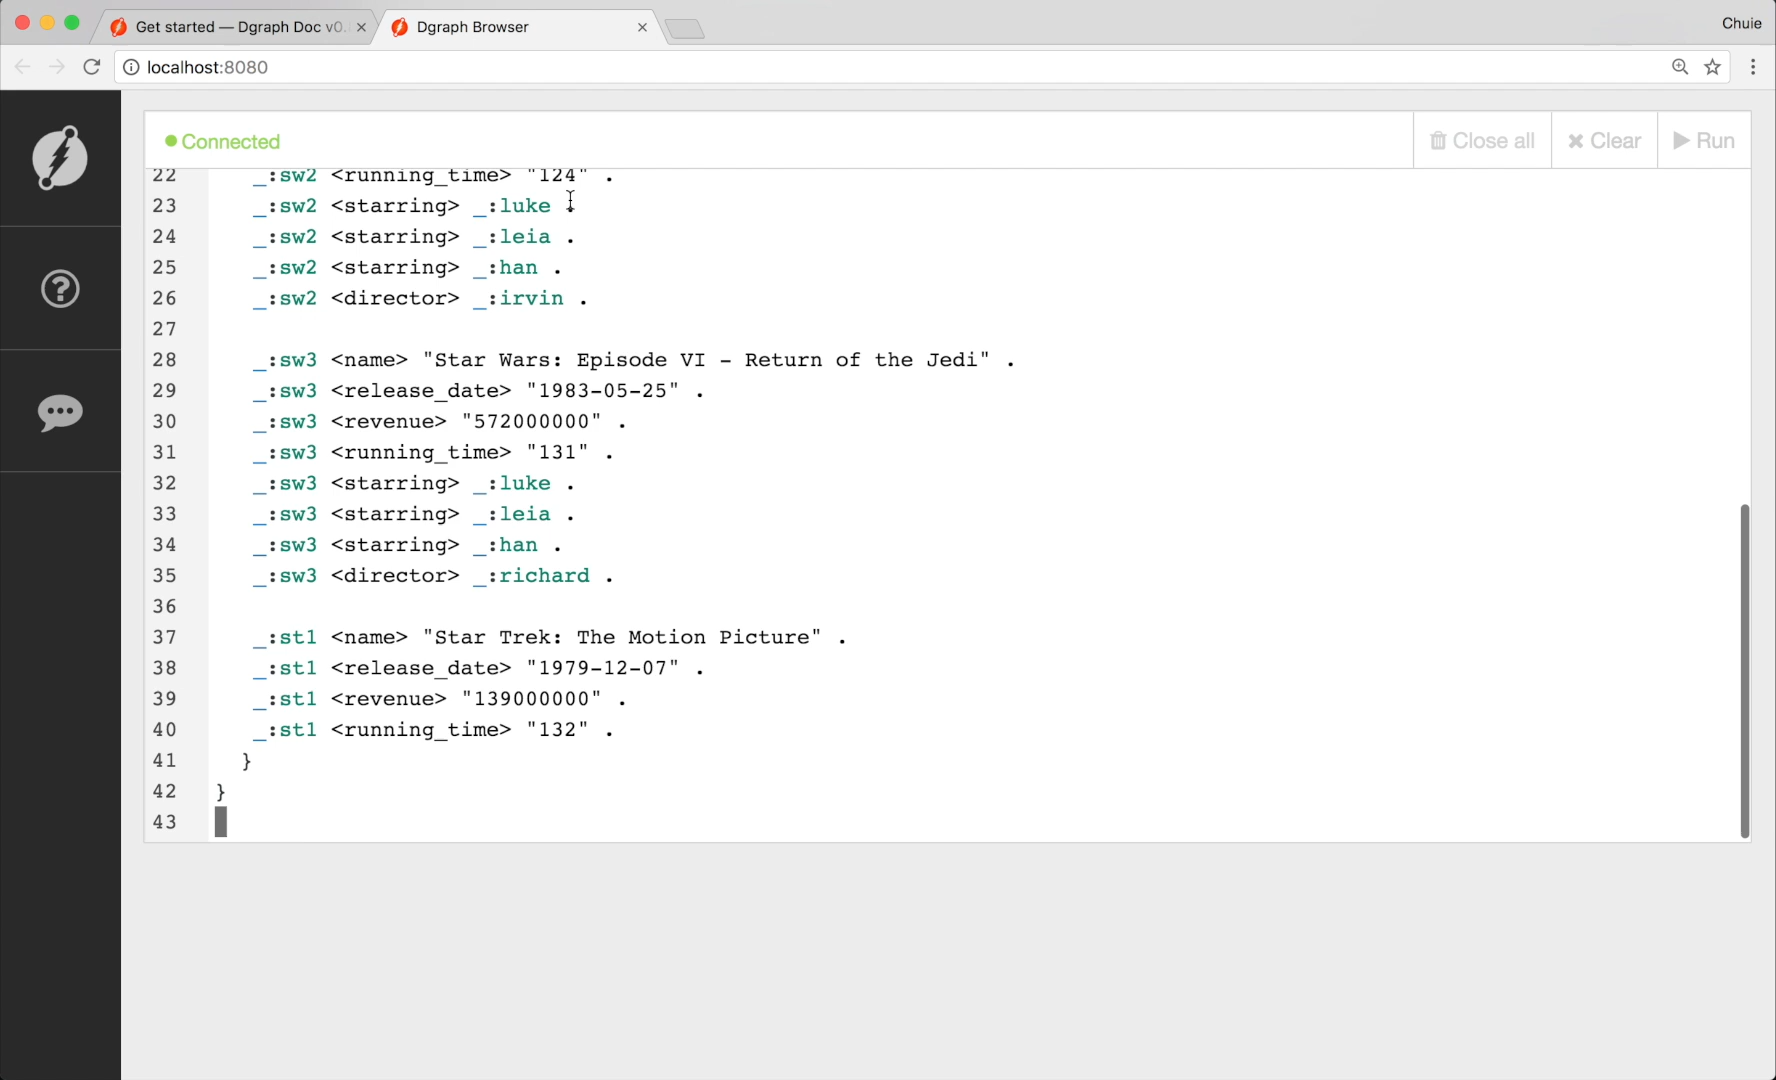 Get started — Dgraph Doc v0.
Dgraph Browser
Chuie
localhost:8080
Connected
Close all
Clear
Run
22 _:sw2 <running_time> "124" .
23 _:sw2 <starring> _:luke .
24 _:sw2 <starring> _:leia .
25 _:sw2 <starring> _:han .
26 _:sw2 <director> _:irvin .
27
28 _:sw3 <name> "Star Wars: Episode VI - Return of the Jedi" .
29 _:sw3 <release_date> "1983-05-25" .
30 _:sw3 <revenue> "572000000" .
31 _:sw3 <running_time> "131" .
32 _:sw3 <starring> _:luke .
33 _:sw3 <starring> _:leia .
34 _:sw3 <starring> _:han .
35 _:sw3 <director> _:richard .
36
37 _:st1 <name> "Star Trek: The Motion Picture" .
38 _:st1 <release_date> "1979-12-07" .
39 _:st1 <revenue> "139000000" .
40 _:st1 <running_time> "132" .
41 }
42 }
43